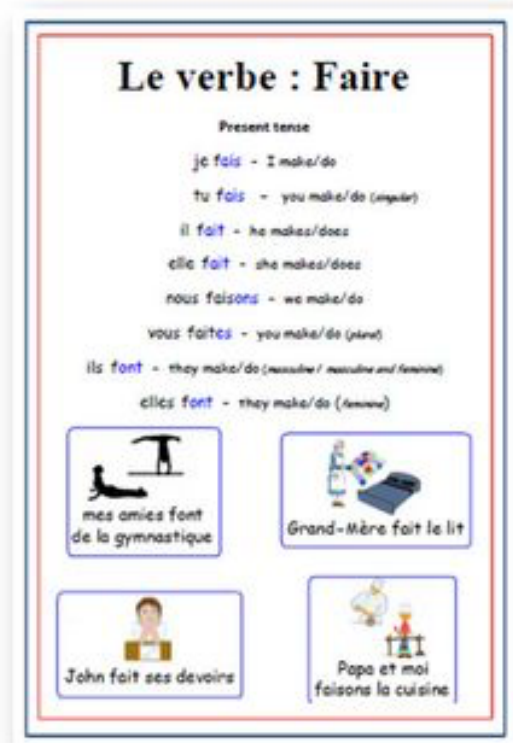 Le verbe : Faire
Present tense
je fais - I make/do
tu fais - you make/do (singular)
il fait - he makes/does
elle fait - she makes/does
nous faisons - we make/do
vous faites - you make/do (plural)
ils font - they make/do (masculine / masculine and feminine)
elles font - they make/do (feminine)
mes amies font
de la gymnastique
Grand-Mère fait le lit
John fait ses devoirs
Papa et moi
faisons la cuisine